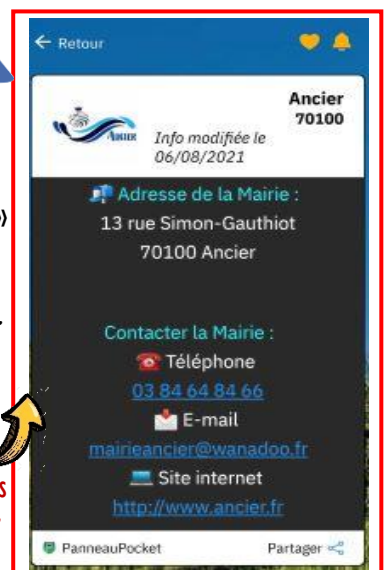 ← Retour
Ancier
70100
ANCIER
Info modifiée le
06/08/2021
Adresse de la Mairie :
13 rue Simon-Gauthiot
70100 Ancier
Contacter la Mairie :
Téléphone
03 84 64 84 66
E-mail
mairieancier@wanadoo.fr
Site internet
http://www.ancier.fr
PanneauPocket
Partager
»
s